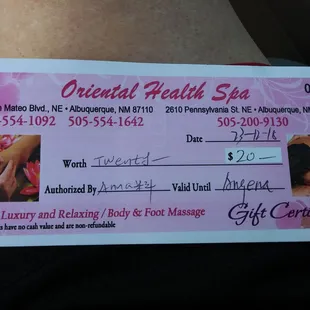 Oriental Health Spa
Mateo Blvd., NE • Albuquerque, NM 87110 2610 Pennsylvania St. NE • Albuquerque, NM
-554-1092 505-554-1642 505-200-9130
Date
Worth Twenty $20—
Authorized By Valid Until Angena
Luxury and Relaxing / Body & Foot Massage Gift Certi
have no cash value and are non-refundable